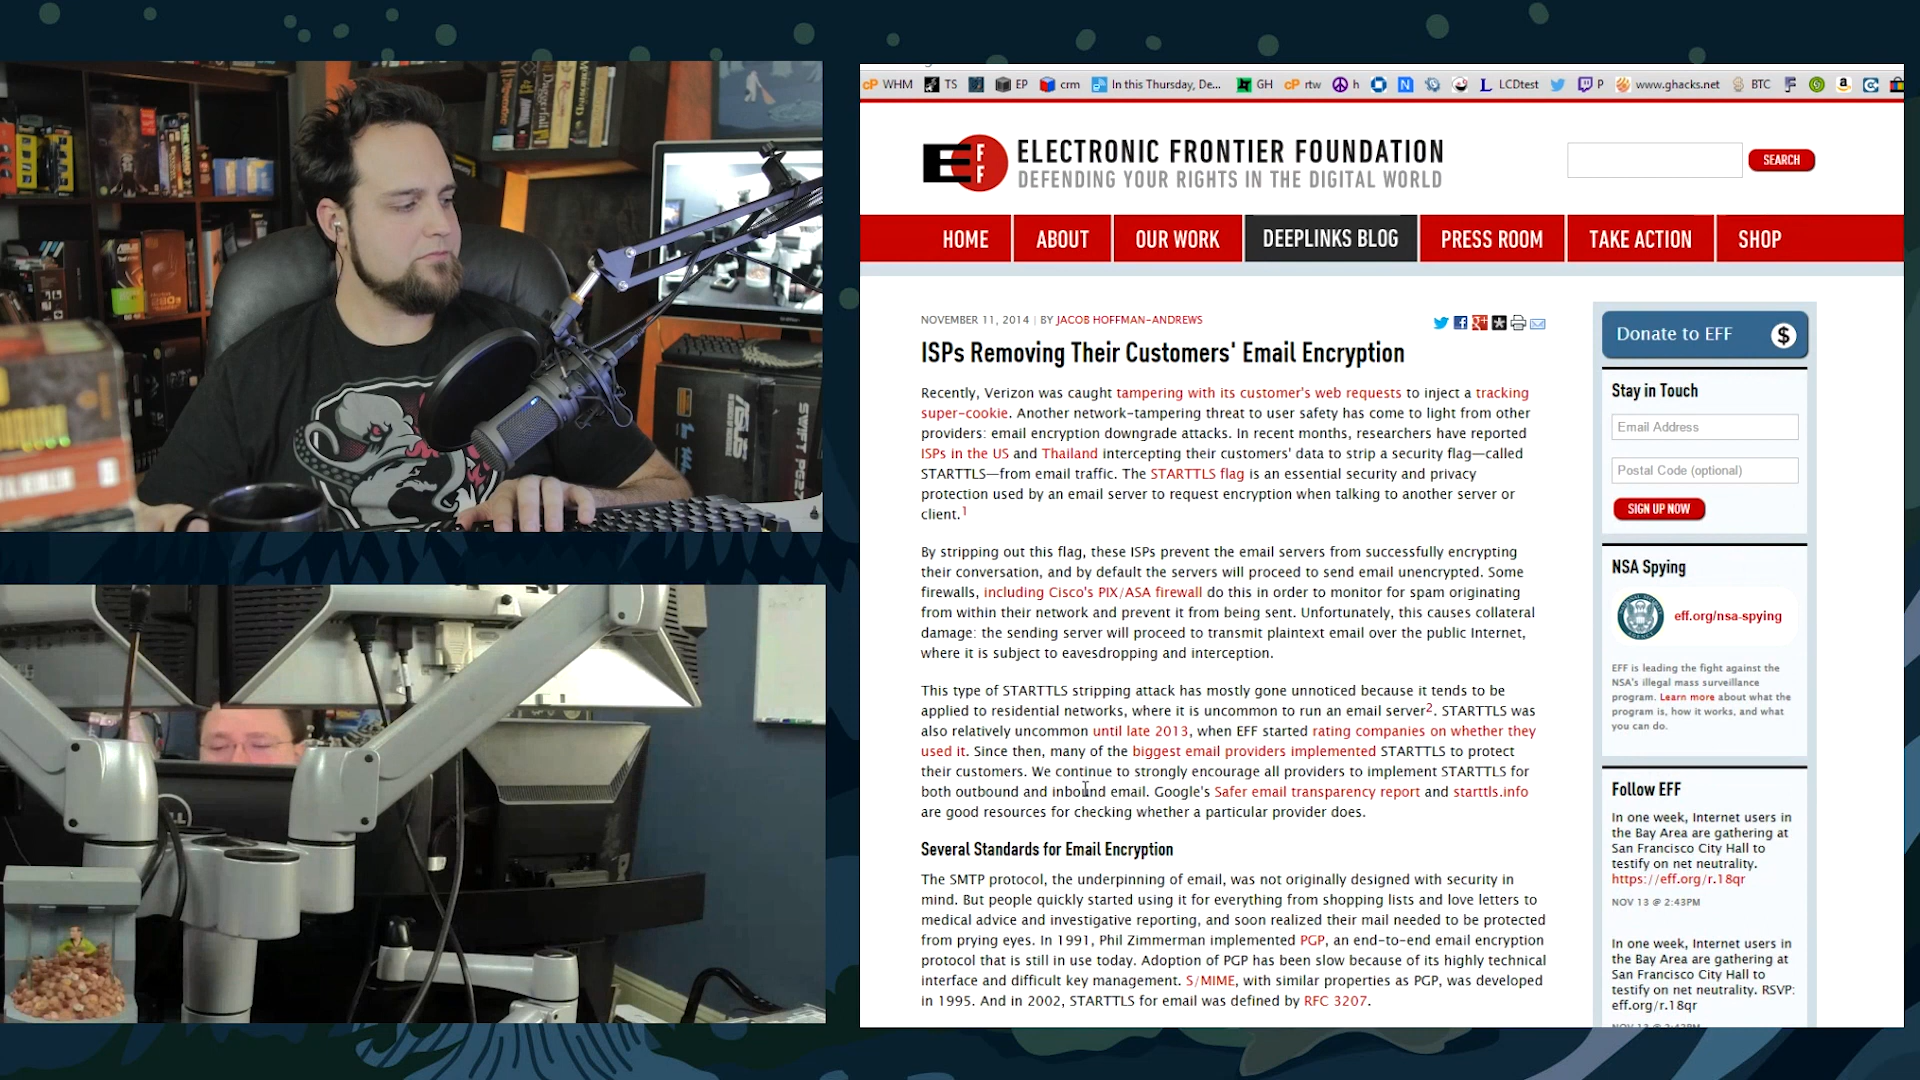 WHM TS EP crm In this Thursday, De... GH rtw h LCDtest P www.ghacks.net BTC
E F F
ELECTRONIC FRONTIER FOUNDATION
DEFENDING YOUR RIGHTS IN THE DIGITAL WORLD
SEARCH
HOME ABOUT OUR WORK DEEPLINKS BLOG PRESS ROOM TAKE ACTION SHOP
NOVEMBER 11, 2014 | BY JACOB HOFFMAN-ANDREWS
ISPs Removing Their Customers' Email Encryption
Recently, Verizon was caught tampering with its customer's web requests to inject a tracking
super-cookie. Another network-tampering threat to user safety has come to light from other
providers: email encryption downgrade attacks. In recent months, researchers have reported
ISPs in the US and Thailand intercepting their customers' data to strip a security flag—called
STARTTLS—from email traffic. The STARTTLS flag is an essential security and privacy
protection used by an email server to request encryption when talking to another server or
client.1
By stripping out this flag, these ISPs prevent the email servers from successfully encrypting
their conversation, and by default the servers will proceed to send email unencrypted. Some
firewalls, including Cisco's PIX/ASA firewall do this in order to monitor for spam originating
from within their network and prevent it from being sent. Unfortunately, this causes collateral
damage: the sending server will proceed to transmit plaintext email over the public Internet,
where it is subject to eavesdropping and interception.
This type of STARTTLS stripping attack has mostly gone unnoticed because it tends to be
applied to residential networks, where it is uncommon to run an email server2. STARTTLS was
also relatively uncommon until late 2013, when EFF started rating companies on whether they
used it. Since then, many of the biggest email providers implemented STARTTLS to protect
their customers. We continue to strongly encourage all providers to implement STARTTLS for
both outbound and inbound email. Google's Safer email transparency report and starttls.info
are good resources for checking whether a particular provider does.
Several Standards for Email Encryption
The SMTP protocol, the underpinning of email, was not originally designed with security in
mind. But people quickly started using it for everything from shopping lists and love letters to
medical advice and investigative reporting, and soon realized their mail needed to be protected
from prying eyes. In 1991, Phil Zimmerman implemented PGP, an end-to-end email encryption
protocol that is still in use today. Adoption of PGP has been slow because of its highly technical
interface and difficult key management. S/MIME, with similar properties as PGP, was developed
in 1995. And in 2002, STARTTLS for email was defined by RFC 3207.
Donate to EFF $
Stay in Touch
Email Address
Postal Code (optional)
SIGN UP NOW
NSA Spying
eff.org/nsa-spying
EFF is leading the fight against the
NSA's illegal mass surveillance
program. Learn more about what the
program is, how it works, and what
you can do.
Follow EFF
In one week, Internet users in
the Bay Area are gathering at
San Francisco City Hall to
testify on net neutrality.
https://eff.org/r.18qr
NOV 13 @ 2:43PM
In one week, Internet users in
the Bay Area are gathering at
San Francisco City Hall to
testify on net neutrality. RSVP:
eff.org/r.18qr
NOV 13 @ 2:42PM
Daggerfall
ASUS
SWIFT PG27
DELL